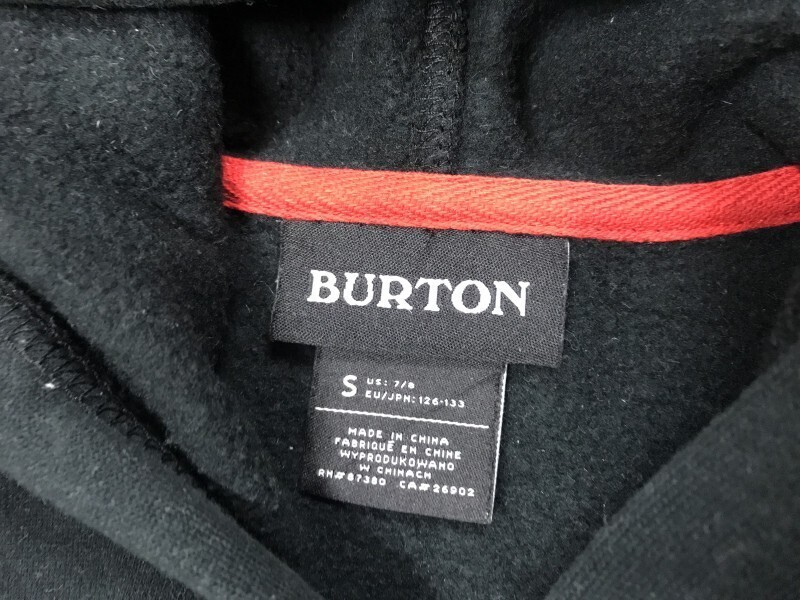 BURTON
S US: 7/8
EU/JPN: 126-133
MADE IN CHINA
FABRIQUÉ EN CHINE
WYPRODUKOWANO
W CHINACH
RN# 87380 CA# 26902